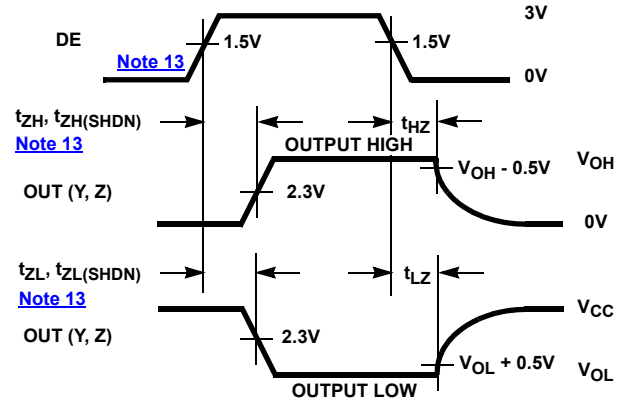 3V
DE
1.5V
1.5V
Note 13
0V
tZH, tZH(SHDN)
Note 13
tHZ
OUTPUT HIGH
VOH - 0.5V
VOH
OUT (Y, Z)
2.3V
0V
tZL, tZL(SHDN)
Note 13
tLZ
VCC
OUT (Y, Z)
2.3V
VOL + 0.5V
VOL
OUTPUT LOW